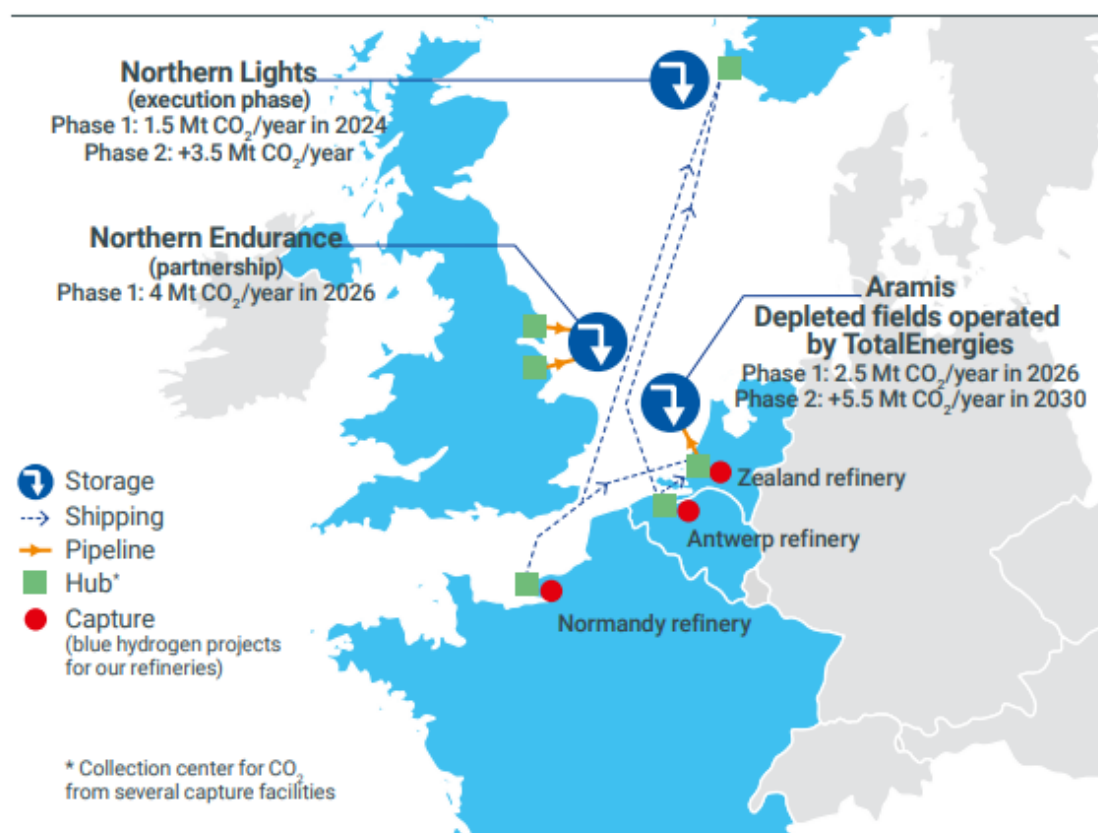 Northern Lights
(execution phase)
Phase 1: 1.5 Mt CO₂/year in 2024
Phase 2: +3.5 Mt CO₂/year
Northern Endurance
(partnership)
Phase 1: 4 Mt CO₂/year in 2026
Aramis
Depleted fields operated
by TotalEnergies
Phase 1: 2.5 Mt CO₂/year in 2026
Phase 2: +5.5 Mt CO₂/year in 2030
Zealand refinery
Antwerp refinery
Normandy refinery
Storage
Shipping
Pipeline
Hub*
Capture
(blue hydrogen projects
for our refineries)
* Collection center for CO₂
from several capture facilities